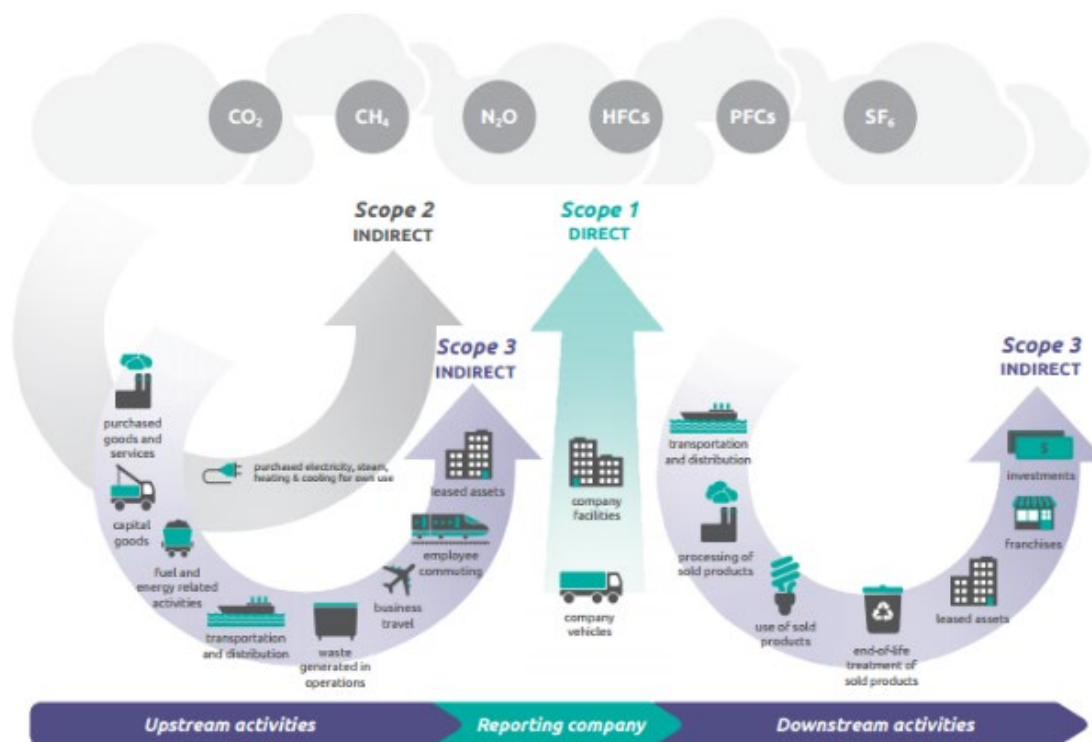 CO₂
CH₄
N₂O
HFCs
PFCs
SF₆
Scope 2
INDIRECT
Scope 1
DIRECT
Scope 3
INDIRECT
Scope 3
INDIRECT
purchased
goods and
services
capital
goods
fuel and
energy related
activities
transportation
and distribution
waste
generated in
operations
business
travel
employee
commuting
leased assets
purchased electricity, steam,
heating & cooling for own use
company
facilities
company
vehicles
transportation
and distribution
processing of
sold products
use of sold
products
end-of-life
treatment of
sold products
leased assets
franchises
investments
$
Upstream activities
Reporting company
Downstream activities